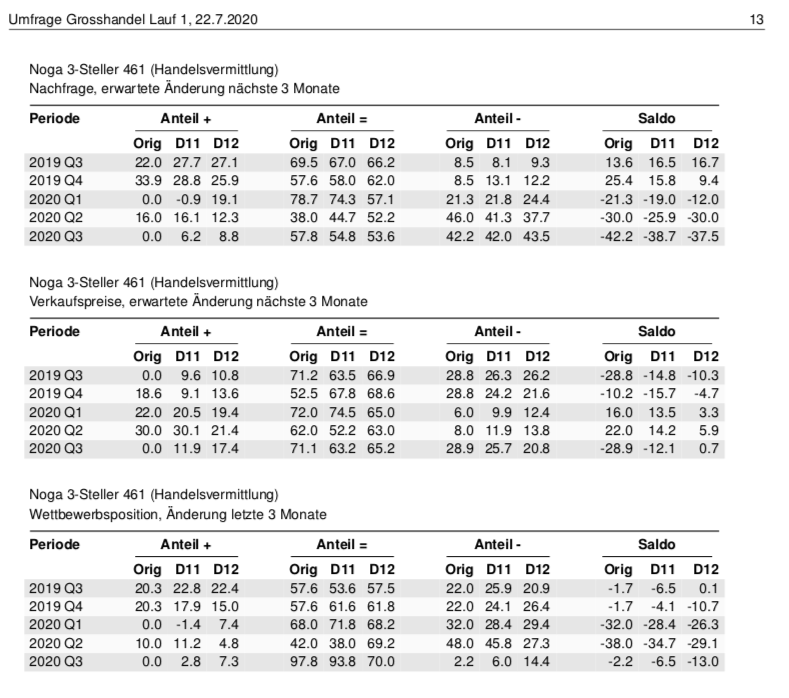 Umfrage Grosshandel Lauf 1, 22.7.2020 13
Noga 3-Steller 461 (Handelsvermittlung)
Nachfrage, erwartete Änderung nächste 3 Monate
Periode Anteil + Anteil = Anteil - Saldo
Orig D11 D12 Orig D11 D12 Orig D11 D12 Orig D11 D12
2019 Q3 22.0 27.7 27.1 69.5 67.0 66.2 8.5 8.1 9.3 13.6 16.5 16.7
2019 Q4 33.9 28.8 25.9 57.6 58.0 62.0 8.5 13.1 12.2 25.4 15.8 9.4
2020 Q1 0.0 -0.9 19.1 78.7 74.3 57.1 21.3 21.8 24.4 -21.3 -19.0 -12.0
2020 Q2 16.0 16.1 12.3 38.0 44.7 52.2 46.0 41.3 37.7 -30.0 -25.9 -30.0
2020 Q3 0.0 6.2 8.8 57.8 54.8 53.6 42.2 42.0 43.5 -42.2 -38.7 -37.5
Noga 3-Steller 461 (Handelsvermittlung)
Verkaufspreise, erwartete Änderung nächste 3 Monate
Periode Anteil + Anteil = Anteil - Saldo
Orig D11 D12 Orig D11 D12 Orig D11 D12 Orig D11 D12
2019 Q3 0.0 9.6 10.8 71.2 63.5 66.9 28.8 26.3 26.2 -28.8 -14.8 -10.3
2019 Q4 18.6 9.1 13.6 52.5 67.8 68.6 28.8 24.2 21.6 -10.2 -15.7 -4.7
2020 Q1 22.0 20.5 19.4 72.0 74.5 65.0 6.0 9.9 12.4 16.0 13.5 3.3
2020 Q2 30.0 30.1 21.4 62.0 52.2 63.0 8.0 11.9 13.8 22.0 14.2 5.9
2020 Q3 0.0 11.9 17.4 71.1 63.2 65.2 28.9 25.7 20.8 -28.9 -12.1 0.7
Noga 3-Steller 461 (Handelsvermittlung)
Wettbewerbsposition, Änderung letzte 3 Monate
Periode Anteil + Anteil = Anteil - Saldo
Orig D11 D12 Orig D11 D12 Orig D11 D12 Orig D11 D12
2019 Q3 20.3 22.8 22.4 57.6 53.6 57.5 22.0 25.9 20.9 -1.7 -6.5 0.1
2019 Q4 20.3 17.9 15.0 57.6 61.6 61.8 22.0 24.1 26.4 -1.7 -4.1 -10.7
2020 Q1 0.0 -1.4 7.4 68.0 71.8 68.2 32.0 28.4 29.4 -32.0 -28.4 -26.3
2020 Q2 10.0 11.2 4.8 42.0 38.0 69.2 48.0 45.8 27.3 -38.0 -34.7 -29.1
2020 Q3 0.0 2.8 7.3 97.8 93.8 70.0 2.2 6.0 14.4 -2.2 -6.5 -13.0